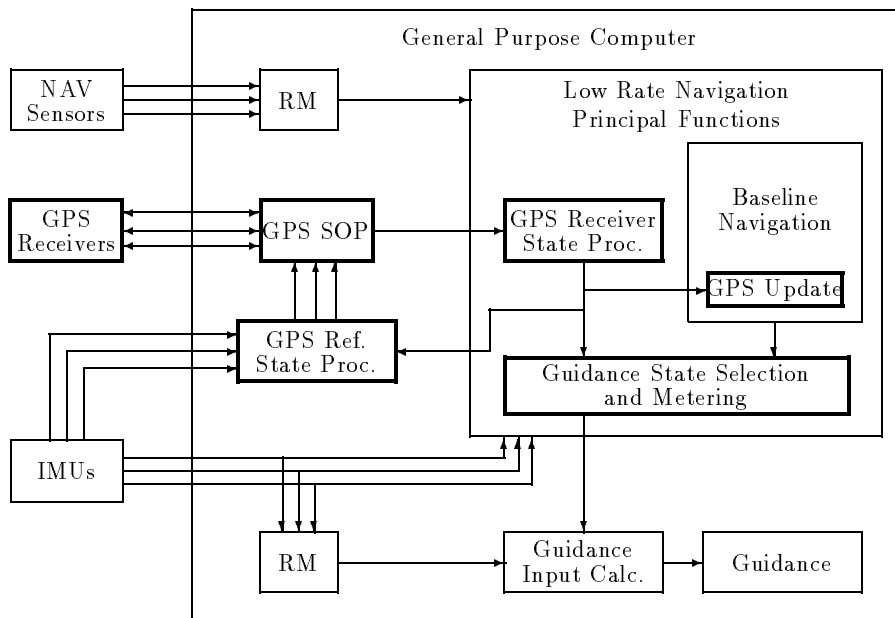 General Purpose Computer
NAV
Sensors
RM
Low Rate Navigation
Principal Functions
Baseline
Navigation
GPS
Receivers
GPS SOP
GPS Receiver
State Proc.
GPS Update
GPS Ref.
State Proc.
Guidance State Selection
and Metering
IMUs
RM
Guidance
Input Calc.
Guidance